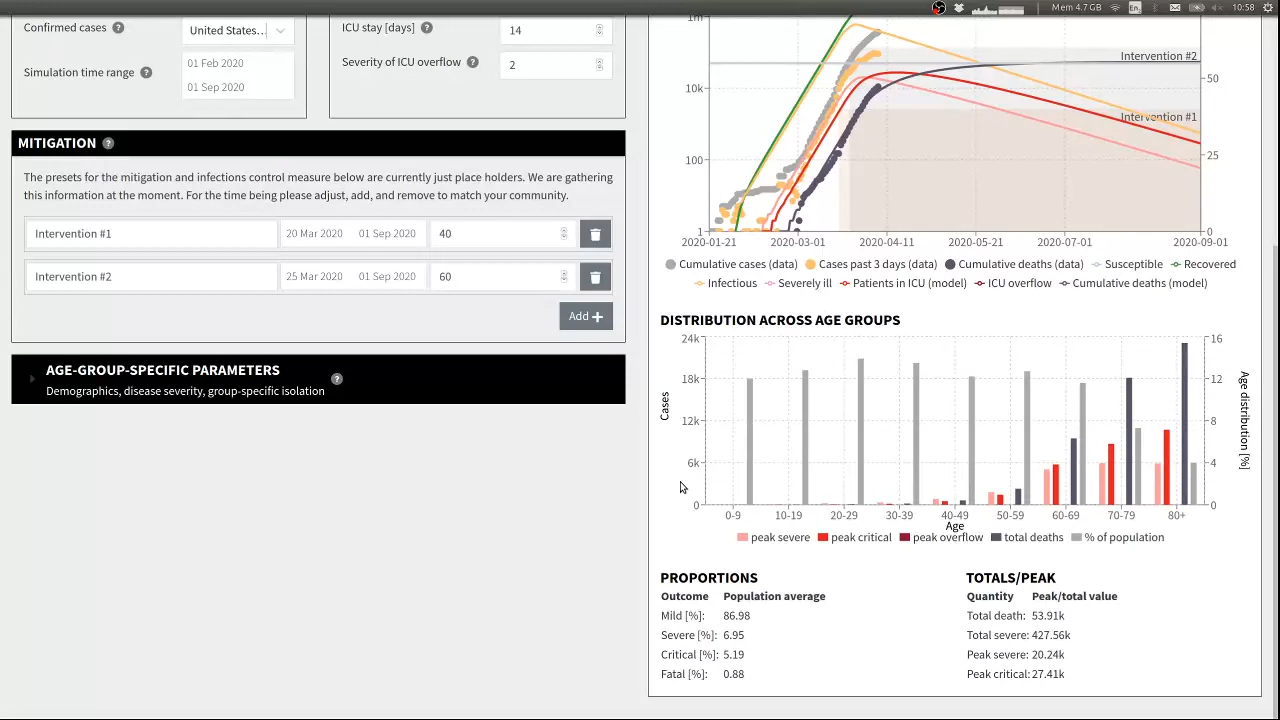 Mem 4.7 GB En 10:58
Confirmed cases ?
United States...
Simulation time range ?
01 Feb 2020
01 Sep 2020
ICU stay [days] ?
14
Severity of ICU overflow ?
2
MITIGATION ?
The presets for the mitigation and infections control measure below are currently just place holders. We are gathering
this information at the moment. For the time being please adjust, add, and remove to match your community.
Intervention #1 20 Mar 2020 01 Sep 2020 40
Intervention #2 25 Mar 2020 01 Sep 2020 60
Add +
AGE-GROUP-SPECIFIC PARAMETERS ?
Demographics, disease severity, group-specific isolation
1m
10k
100
1
Intervention #2
Intervention #1
50
25
0
2020-01-21 2020-03-01 2020-04-11 2020-05-21 2020-07-01 2020-09-01
Cumulative cases (data) Cases past 3 days (data) Cumulative deaths (data) Susceptible Recovered
Infectious Severely ill Patients in ICU (model) ICU overflow Cumulative deaths (model)
DISTRIBUTION ACROSS AGE GROUPS
24k
18k
12k
6k
0
Cases
16
12
8
4
0
Age distribution [%]
0-9 10-19 20-29 30-39 40-49 50-59 60-69 70-79 80+
Age
peak severe peak critical peak overflow total deaths % of population
PROPORTIONS
Outcome Population average
Mild [%]: 86.98
Severe [%]: 6.95
Critical [%]: 5.19
Fatal [%]: 0.88
TOTALS/PEAK
Quantity Peak/total value
Total death: 53.91k
Total severe: 427.56k
Peak severe: 20.24k
Peak critical: 27.41k